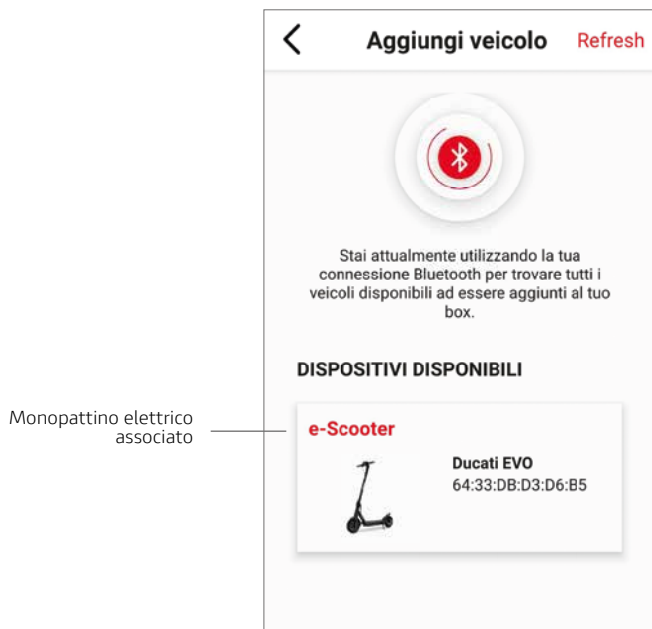 Aggiungi veicolo Refresh
Stai attualmente utilizzando la tua
connessione Bluetooth per trovare tutti i
veicoli disponibili ad essere aggiunti al tuo
box.
DISPOSITIVI DISPONIBILI
Monopattino elettrico
associato
e-Scooter
Ducati EVO
64:33:DB:D3:D6:B5